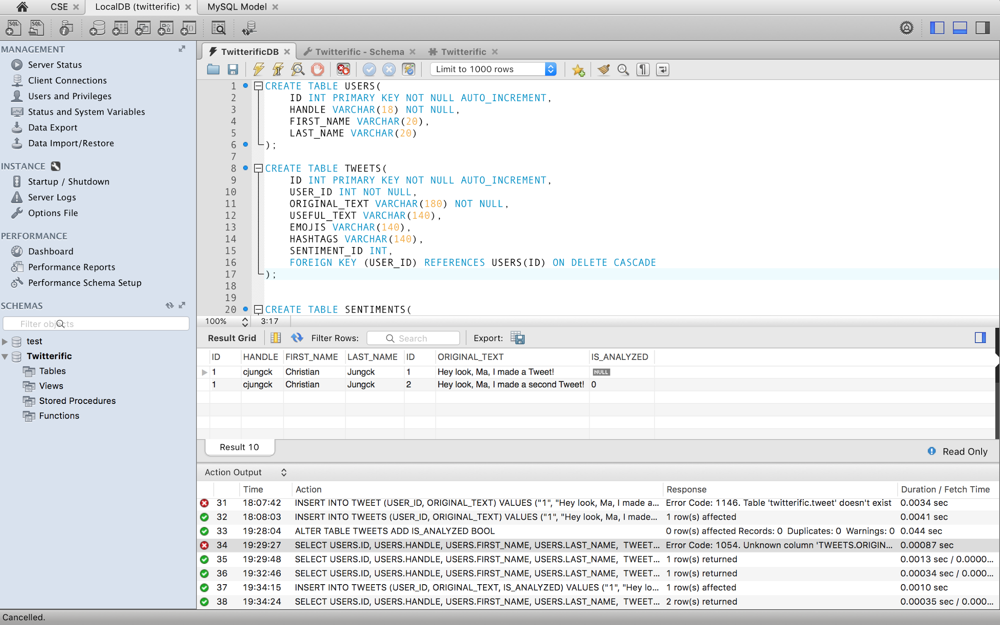 CSE
LocalDB (twitterific)
MySQL Model
SQL
SQL
MANAGEMENT
Server Status
Client Connections
Users and Privileges
Status and System Variables
Data Export
Data Import/Restore
INSTANCE
Startup / Shutdown
Server Logs
Options File
PERFORMANCE
Dashboard
Performance Reports
Performance Schema Setup
SCHEMAS
Filter objects
test
Twitterific
Tables
Views
Stored Procedures
Functions
TwitterificDB
Twitterific - Schema
Twitterific
Limit to 1000 rows
1 CREATE TABLE USERS(
2 ID INT PRIMARY KEY NOT NULL AUTO_INCREMENT,
3 HANDLE VARCHAR(18) NOT NULL,
4 FIRST_NAME VARCHAR(20),
5 LAST_NAME VARCHAR(20)
6 );
7
8 CREATE TABLE TWEETS(
9 ID INT PRIMARY KEY NOT NULL AUTO_INCREMENT,
10 USER_ID INT NOT NULL,
11 ORIGINAL_TEXT VARCHAR(180) NOT NULL,
12 USEFUL_TEXT VARCHAR(140),
13 EMOJIS VARCHAR(140),
14 HASHTAGS VARCHAR(140),
15 SENTIMENT_ID INT,
16 FOREIGN KEY (USER_ID) REFERENCES USERS(ID) ON DELETE CASCADE
17 );
18
19
20 CREATE TABLE SENTIMENTS(
100% 3:17
Result Grid Filter Rows: Search Export:
ID HANDLE FIRST_NAME LAST_NAME ID ORIGINAL_TEXT IS_ANALYZED
1 cjungck Christian Jungck 1 Hey look, Ma, I made a Tweet! NULL
1 cjungck Christian Jungck 2 Hey look, Ma, I made a second Tweet! 0
Result 10
Read Only
Action Output
Time Action Response Duration / Fetch Time
31 18:07:42 INSERT INTO TWEET (USER_ID, ORIGINAL_TEXT) VALUES ("1", "Hey look, Ma, I made a... Error Code: 1146. Table 'twitterific.tweet' doesn't exist 0.0034 sec
32 18:08:03 INSERT INTO TWEETS (USER_ID, ORIGINAL_TEXT) VALUES ("1", "Hey look, Ma, I made... 1 row(s) affected 0.0041 sec
33 19:28:04 ALTER TABLE TWEETS ADD IS_ANALYZED BOOL 0 row(s) affected Records: 0 Duplicates: 0 Warnings: 0 0.044 sec
34 19:29:27 SELECT USERS.ID, USERS.HANDLE, USERS.FIRST_NAME, USERS.LAST_NAME, TWEET... Error Code: 1054. Unknown column 'TWEETS.ORIGIN... 0.00087 sec
35 19:29:48 SELECT USERS.ID, USERS.HANDLE, USERS.FIRST_NAME, USERS.LAST_NAME, TWEET... 1 row(s) returned 0.0013 sec / 0.0000...
36 19:32:46 SELECT USERS.ID, USERS.HANDLE, USERS.FIRST_NAME, USERS.LAST_NAME, TWEET... 1 row(s) returned 0.00034 sec / 0.000...
37 19:34:15 INSERT INTO TWEETS (USER_ID, ORIGINAL_TEXT, IS_ANALYZED) VALUES ("1", "Hey lo... 1 row(s) affected 0.0010 sec
38 19:34:24 SELECT USERS.ID, USERS.HANDLE, USERS.FIRST_NAME, USERS.LAST_NAME, TWEET... 2 row(s) returned 0.00035 sec / 0.000...
Cancelled.